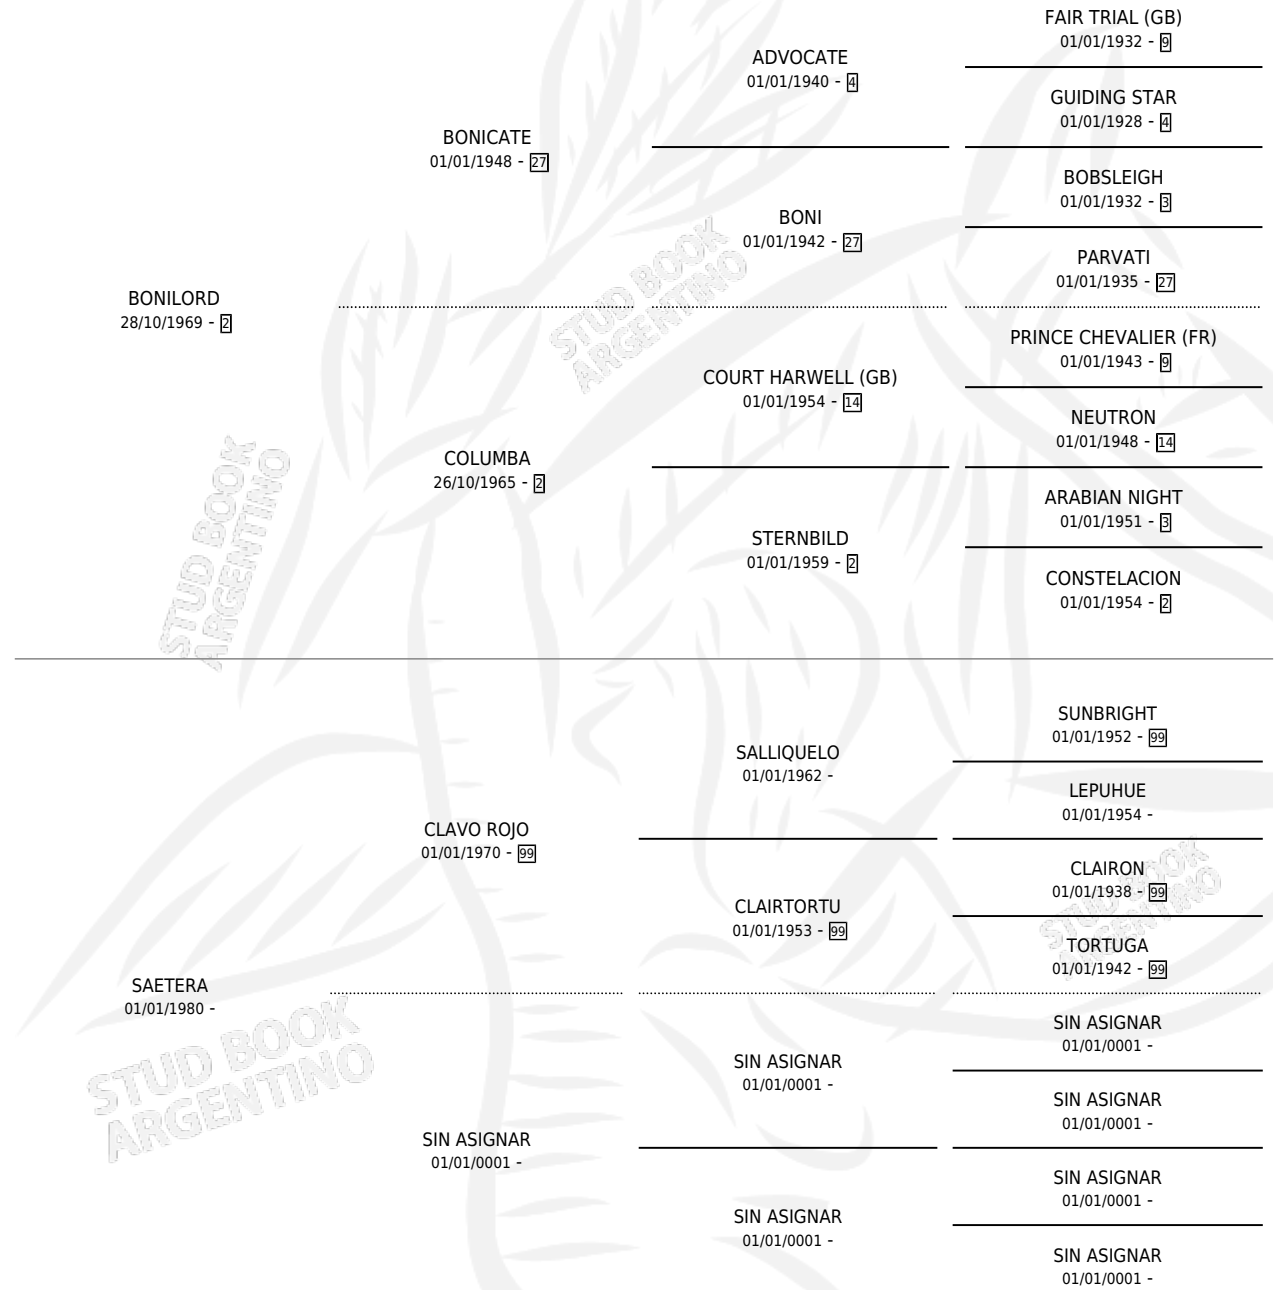 FAIR TRIAL (GB)
01/01/1932 - 9
ADVOCATE
01/01/1940 - 4
GUIDING STAR
01/01/1928 - 4
BONICATE
01/01/1948 - 27
BOBSLEIGH
01/01/1932 - 3
BONI
01/01/1942 - 27
PARVATI
01/01/1935 - 27
BONILORD
28/10/1969 - 2
PRINCE CHEVALIER (FR)
01/01/1943 - 9
COURT HARWELL (GB)
01/01/1954 - 14
NEUTRON
01/01/1948 - 14
COLUMBA
26/10/1965 - 2
ARABIAN NIGHT
01/01/1951 - 3
STERNBILD
01/01/1959 - 2
CONSTELACION
01/01/1954 - 2
STUD BOOK
ARGENTINO
STUD BOOK
ARGENTINO
SUNBRIGHT
01/01/1952 - 99
SALLIQUELO
01/01/1962 -
LEPUHUE
01/01/1954 -
CLAVO ROJO
01/01/1970 - 99
CLAIRON
01/01/1938 - 99
CLAIRTORTU
01/01/1953 - 99
TORTUGA
01/01/1942 - 99
SAETERA
01/01/1980 -
SIN ASIGNAR
01/01/0001 -
SIN ASIGNAR
01/01/0001 -
SIN ASIGNAR
01/01/0001 -
SIN ASIGNAR
01/01/0001 -
SIN ASIGNAR
01/01/0001 -
SIN ASIGNAR
01/01/0001 -
SIN ASIGNAR
01/01/0001 -
STUD BOOK
ARGENTINO
STUD BOOK
ARGENTINO